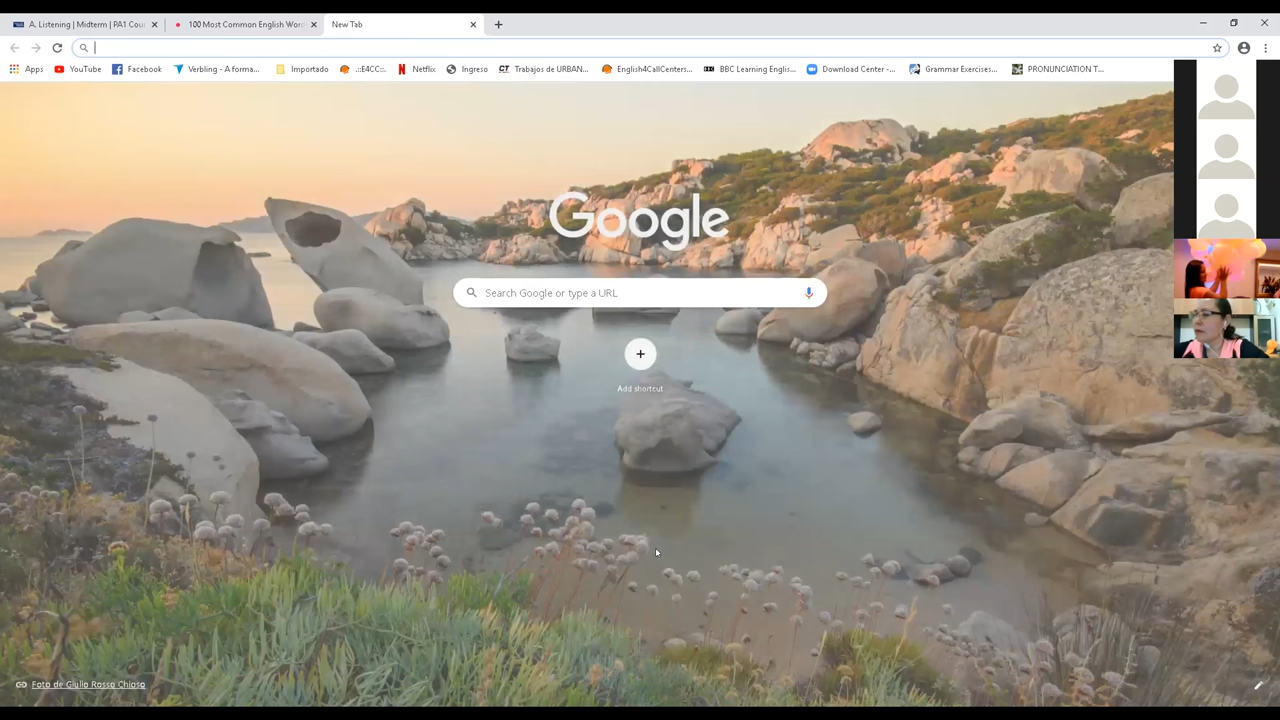 A. Listening | Midterm | PA1 Cou
100 Most Common English Word
New Tab
Apps
YouTube
Facebook
Verbling - A forma...
Importado
.::E4CC::.
Netflix
Ingreso
Trabajos de URBAN...
English4CallCenters...
BBC Learning Englis...
Download Center -...
Grammar Exercises...
PRONUNCIATION T...
Google
Search Google or type a URL
Add shortcut
Foto de Giulio Rosso Chioso